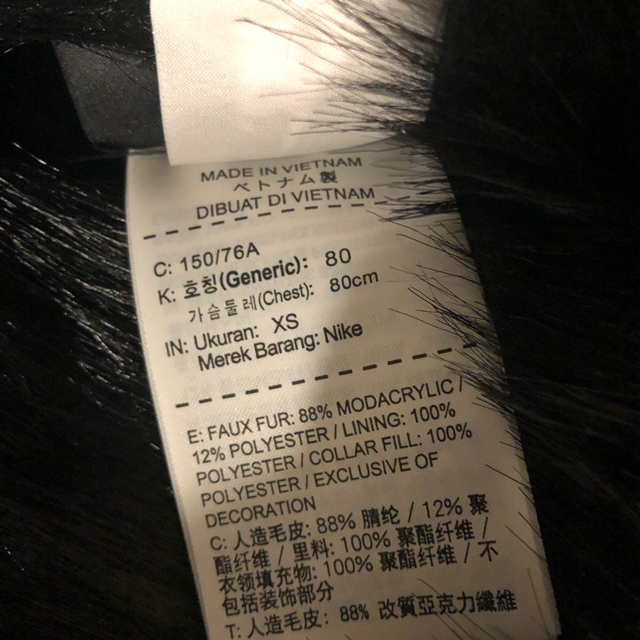 MADE IN VIETNAM
ベトナム製
DIBUAT DI VIETNAM
C: 150/76A
K: 호칭(Generic): 80
가슴둘레(Chest): 80cm
IN: Ukuran: XS
Merek Barang: Nike
E: FAUX FUR: 88% MODACRYLIC /
12% POLYESTER / LINING: 100%
POLYESTER / COLLAR FILL: 100%
POLYESTER / EXCLUSIVE OF
DECORATION
C: 人造毛皮: 88% 腈纶 / 12% 聚
酯纤维 / 里料: 100% 聚酯纤维 /
衣领填充物: 100% 聚酯纤维 / 不
包括装饰部分
T: 人造毛皮: 88% 改質亞克力纖維